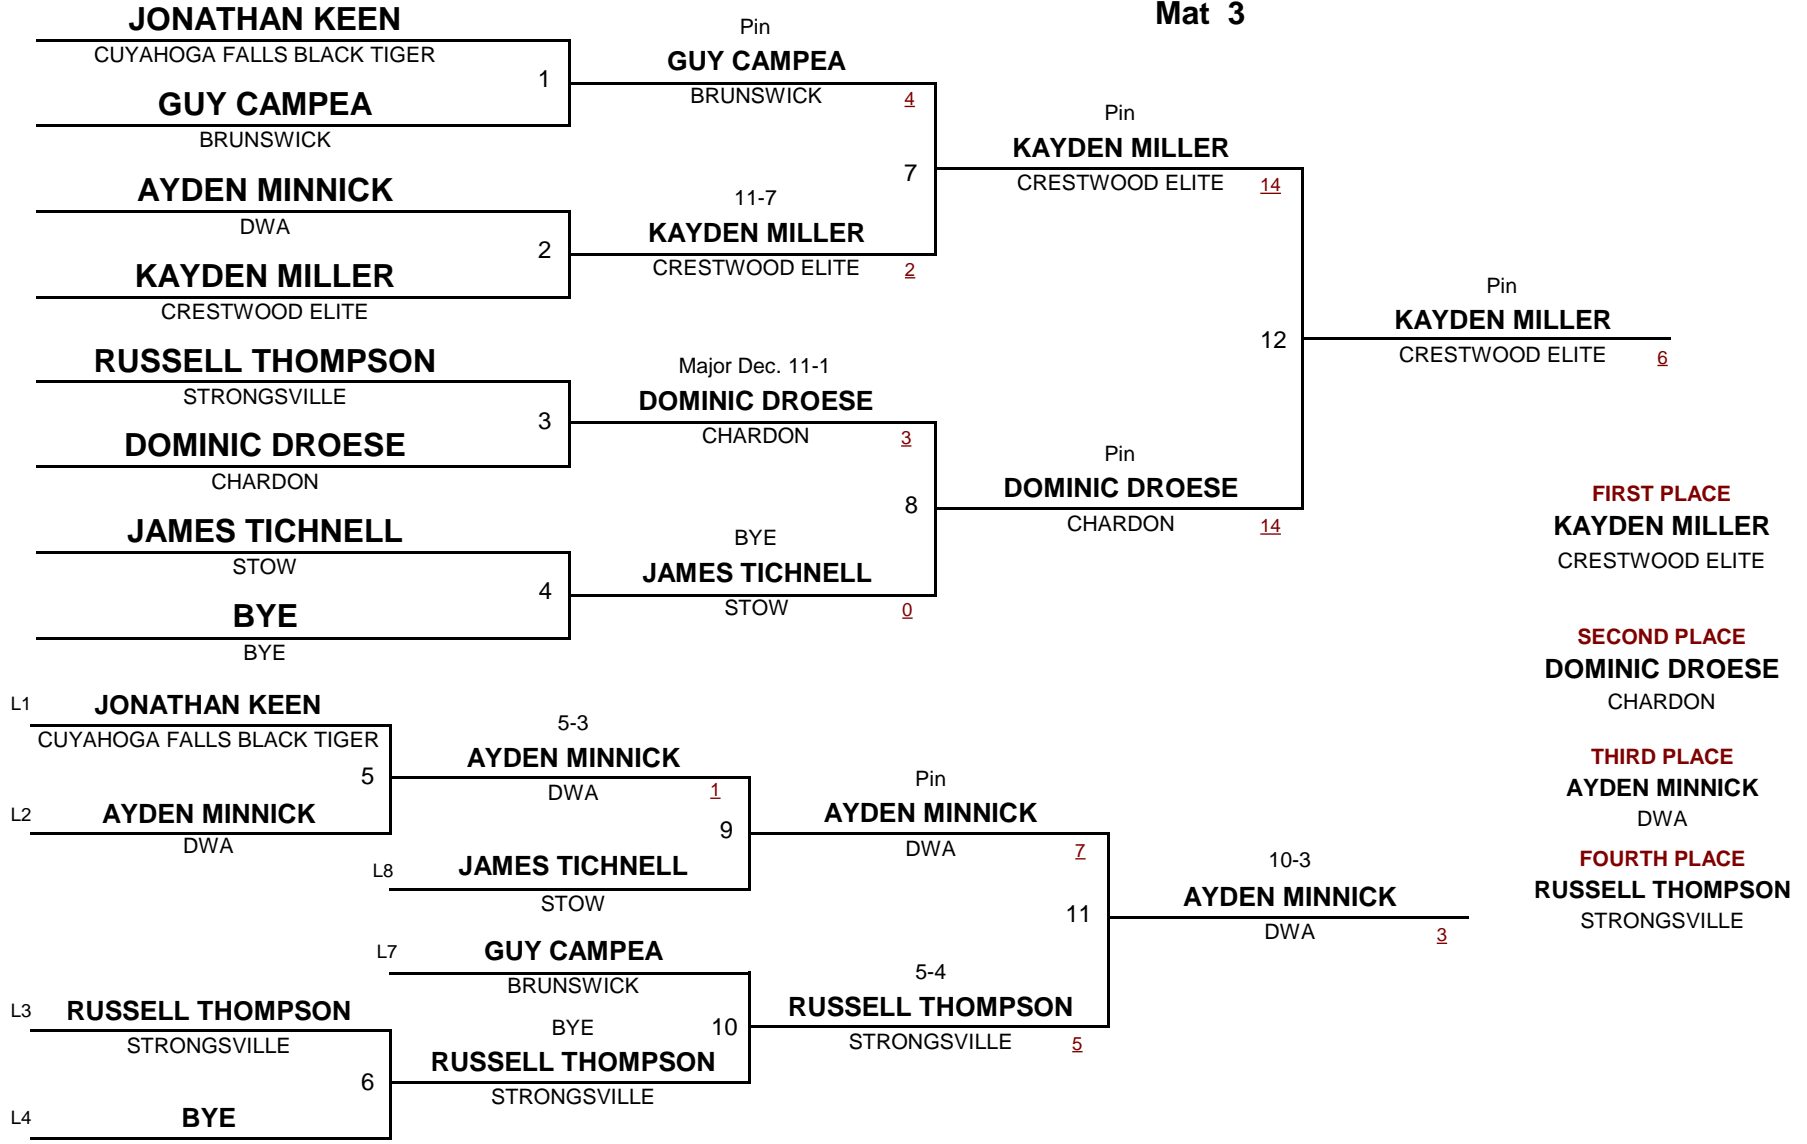 Mat 3
JONATHAN KEEN
CUYAHOGA FALLS BLACK TIGER
1
GUY CAMPEA
BRUNSWICK
AYDEN MINNICK
DWA
2
KAYDEN MILLER
CRESTWOOD ELITE
RUSSELL THOMPSON
STRONGSVILLE
3
DOMINIC DROESE
CHARDON
JAMES TICHNELL
STOW
4
BYE
BYE
Pin
GUY CAMPEA
BRUNSWICK 4
7
11-7
KAYDEN MILLER
CRESTWOOD ELITE 2
Major Dec. 11-1
DOMINIC DROESE
CHARDON 3
8
BYE
JAMES TICHNELL
STOW 0
Pin
KAYDEN MILLER
CRESTWOOD ELITE 14
12
Pin
DOMINIC DROESE
CHARDON 14
Pin
KAYDEN MILLER
CRESTWOOD ELITE 6
FIRST PLACE
KAYDEN MILLER
CRESTWOOD ELITE
SECOND PLACE
DOMINIC DROESE
CHARDON
THIRD PLACE
AYDEN MINNICK
DWA
FOURTH PLACE
RUSSELL THOMPSON
STRONGSVILLE
L1 JONATHAN KEEN
CUYAHOGA FALLS BLACK TIGER
5
L2 AYDEN MINNICK
DWA
L3 RUSSELL THOMPSON
STRONGSVILLE
6
L4 BYE
5-3
AYDEN MINNICK
DWA 1
9
L8 JAMES TICHNELL
STOW
L7 GUY CAMPEA
BRUNSWICK
10
BYE
RUSSELL THOMPSON
STRONGSVILLE
Pin
AYDEN MINNICK
DWA 7
11
5-4
RUSSELL THOMPSON
STRONGSVILLE 5
10-3
AYDEN MINNICK
DWA 3